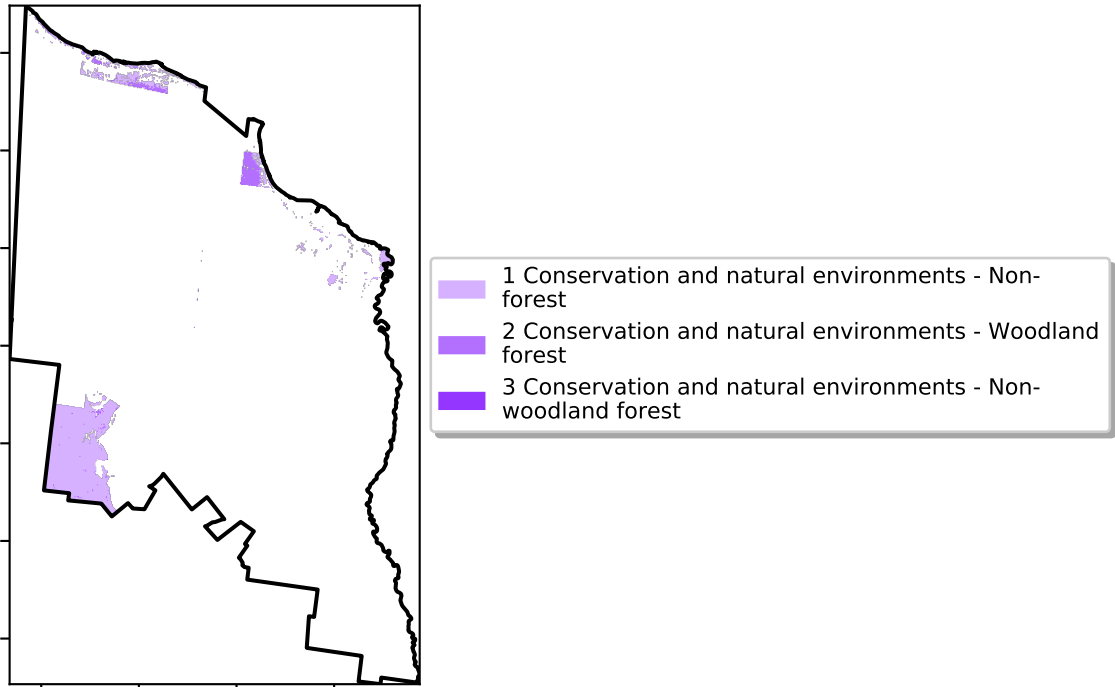 1 Conservation and natural environments - Non-
forest
2 Conservation and natural environments - Woodland
forest
3 Conservation and natural environments - Non-
woodland forest